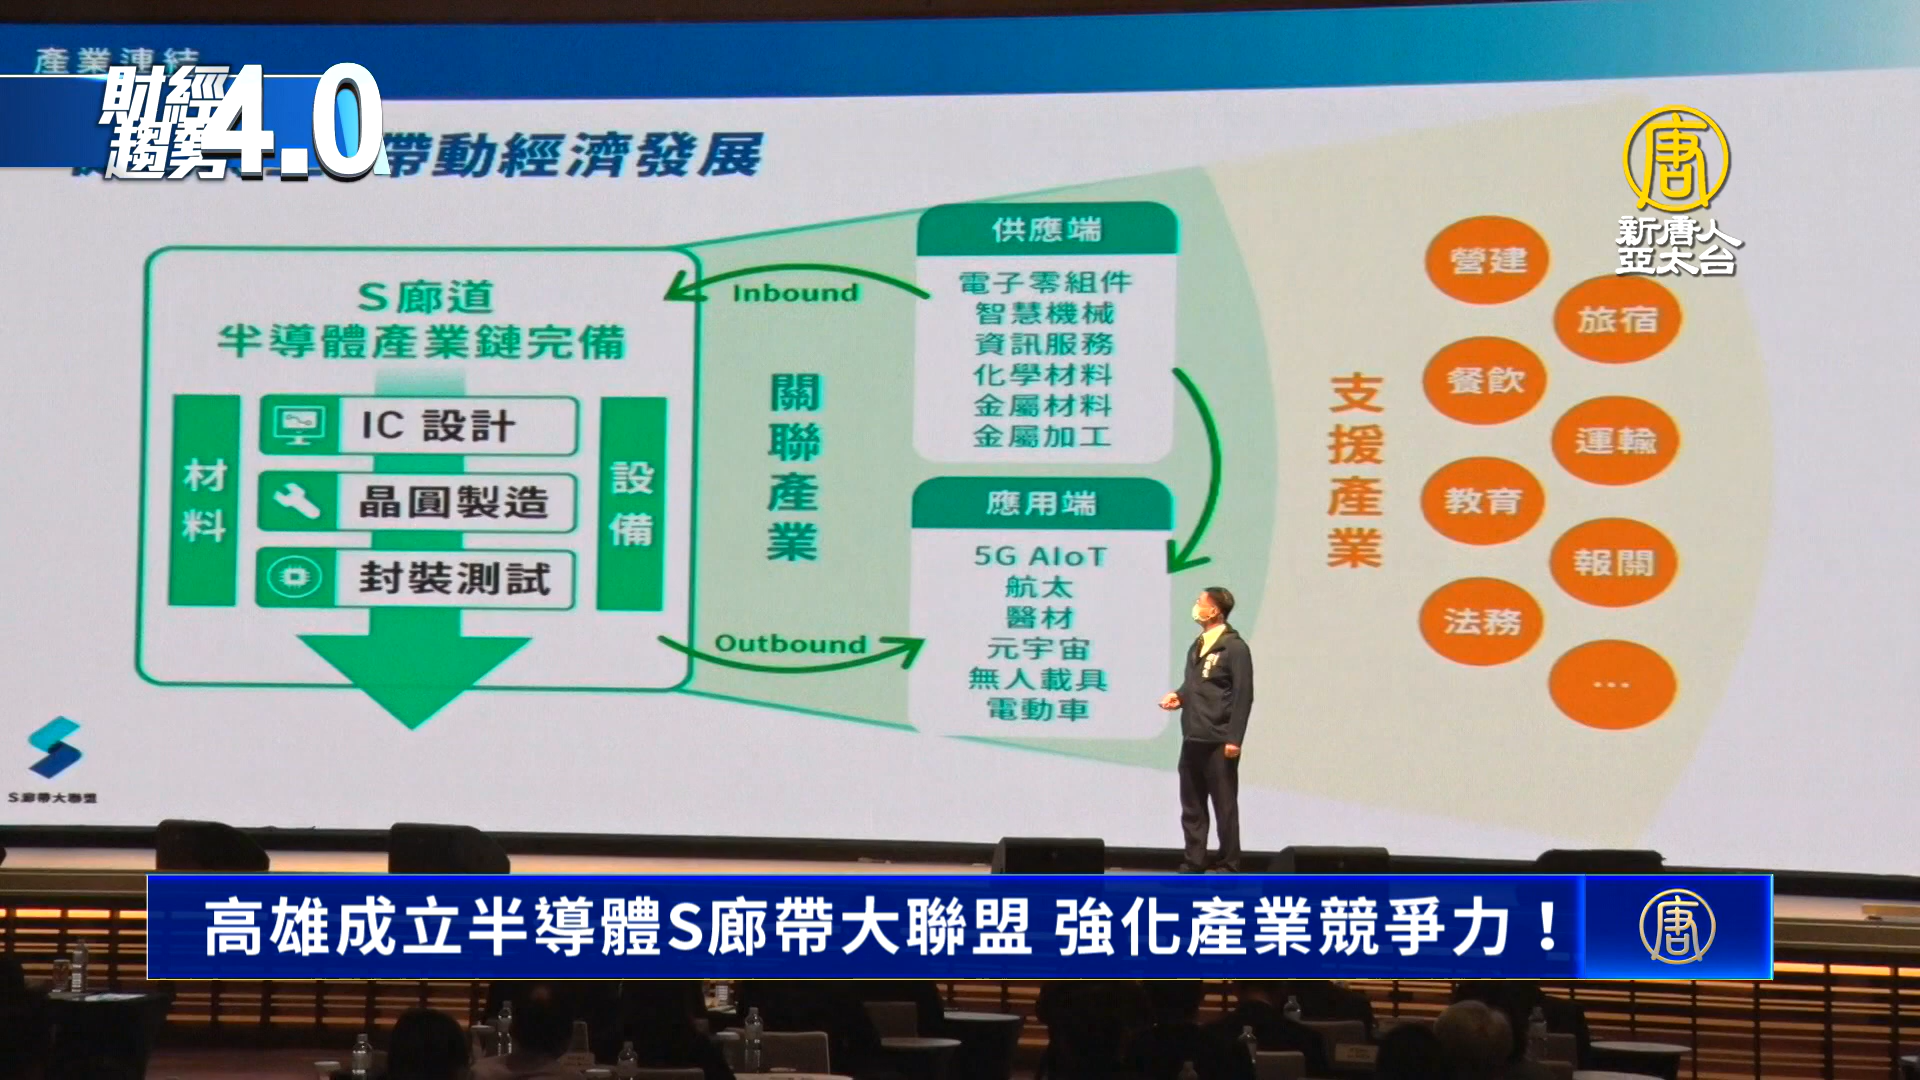 產業連結
財經
趨勢4.0
帶動經濟發展
唐
新唐人
亞太台
S廊道
半導體產業鏈完備
材料
IC 設計
晶圓製造
封裝測試
設備
Inbound
Outbound
關聯產業
供應端
電子零組件
智慧機械
資訊服務
化學材料
金屬材料
金屬加工
應用端
5G AIoT
航太
醫材
元宇宙
無人載具
電動車
支援產業
營建
旅宿
餐飲
運輸
教育
報關
法務
...
S廊帶大聯盟
高雄成立半導體S廊帶大聯盟 強化產業競爭力！
唐